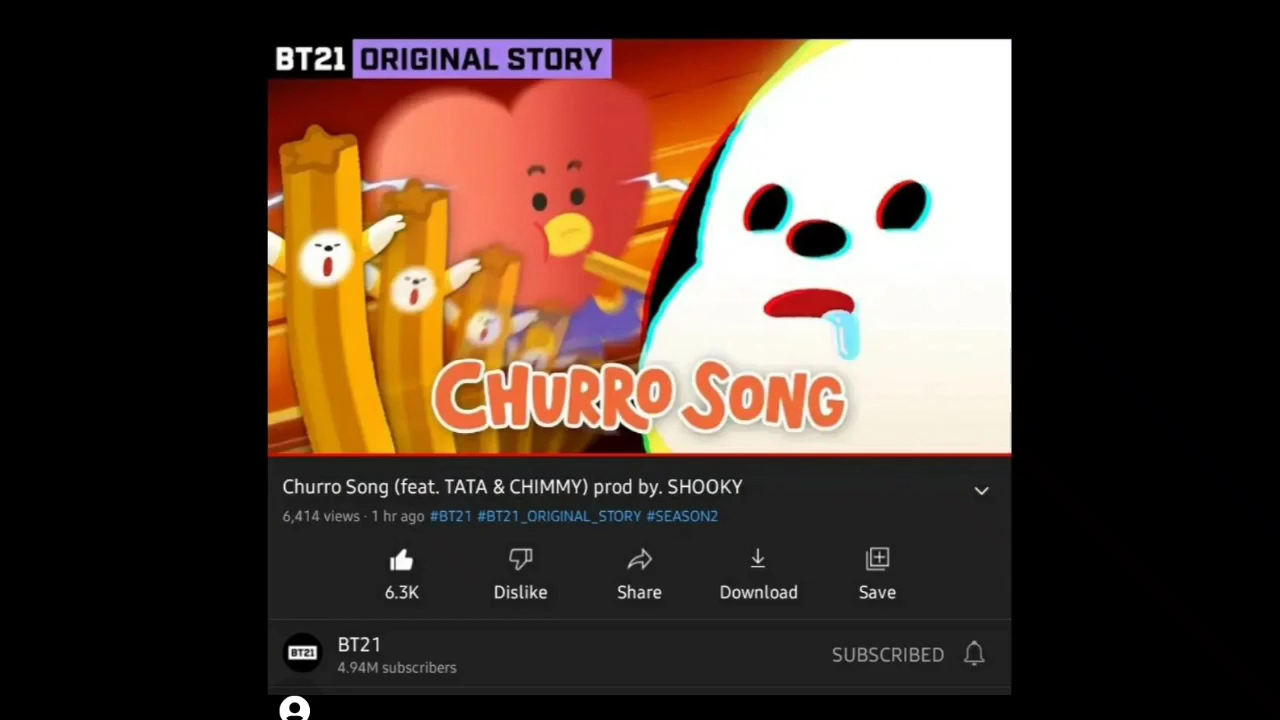 BT21 ORIGINAL STORY
CHURRO SONG
Churro Song (feat. TATA & CHIMMY) prod by. SHOOKY
6,414 views · 1 hr ago #BT21 #BT21_ORIGINAL_STORY #SEASON2
6.3K Dislike Share Download Save
BT21 BT21
4.94M subscribers
SUBSCRIBED